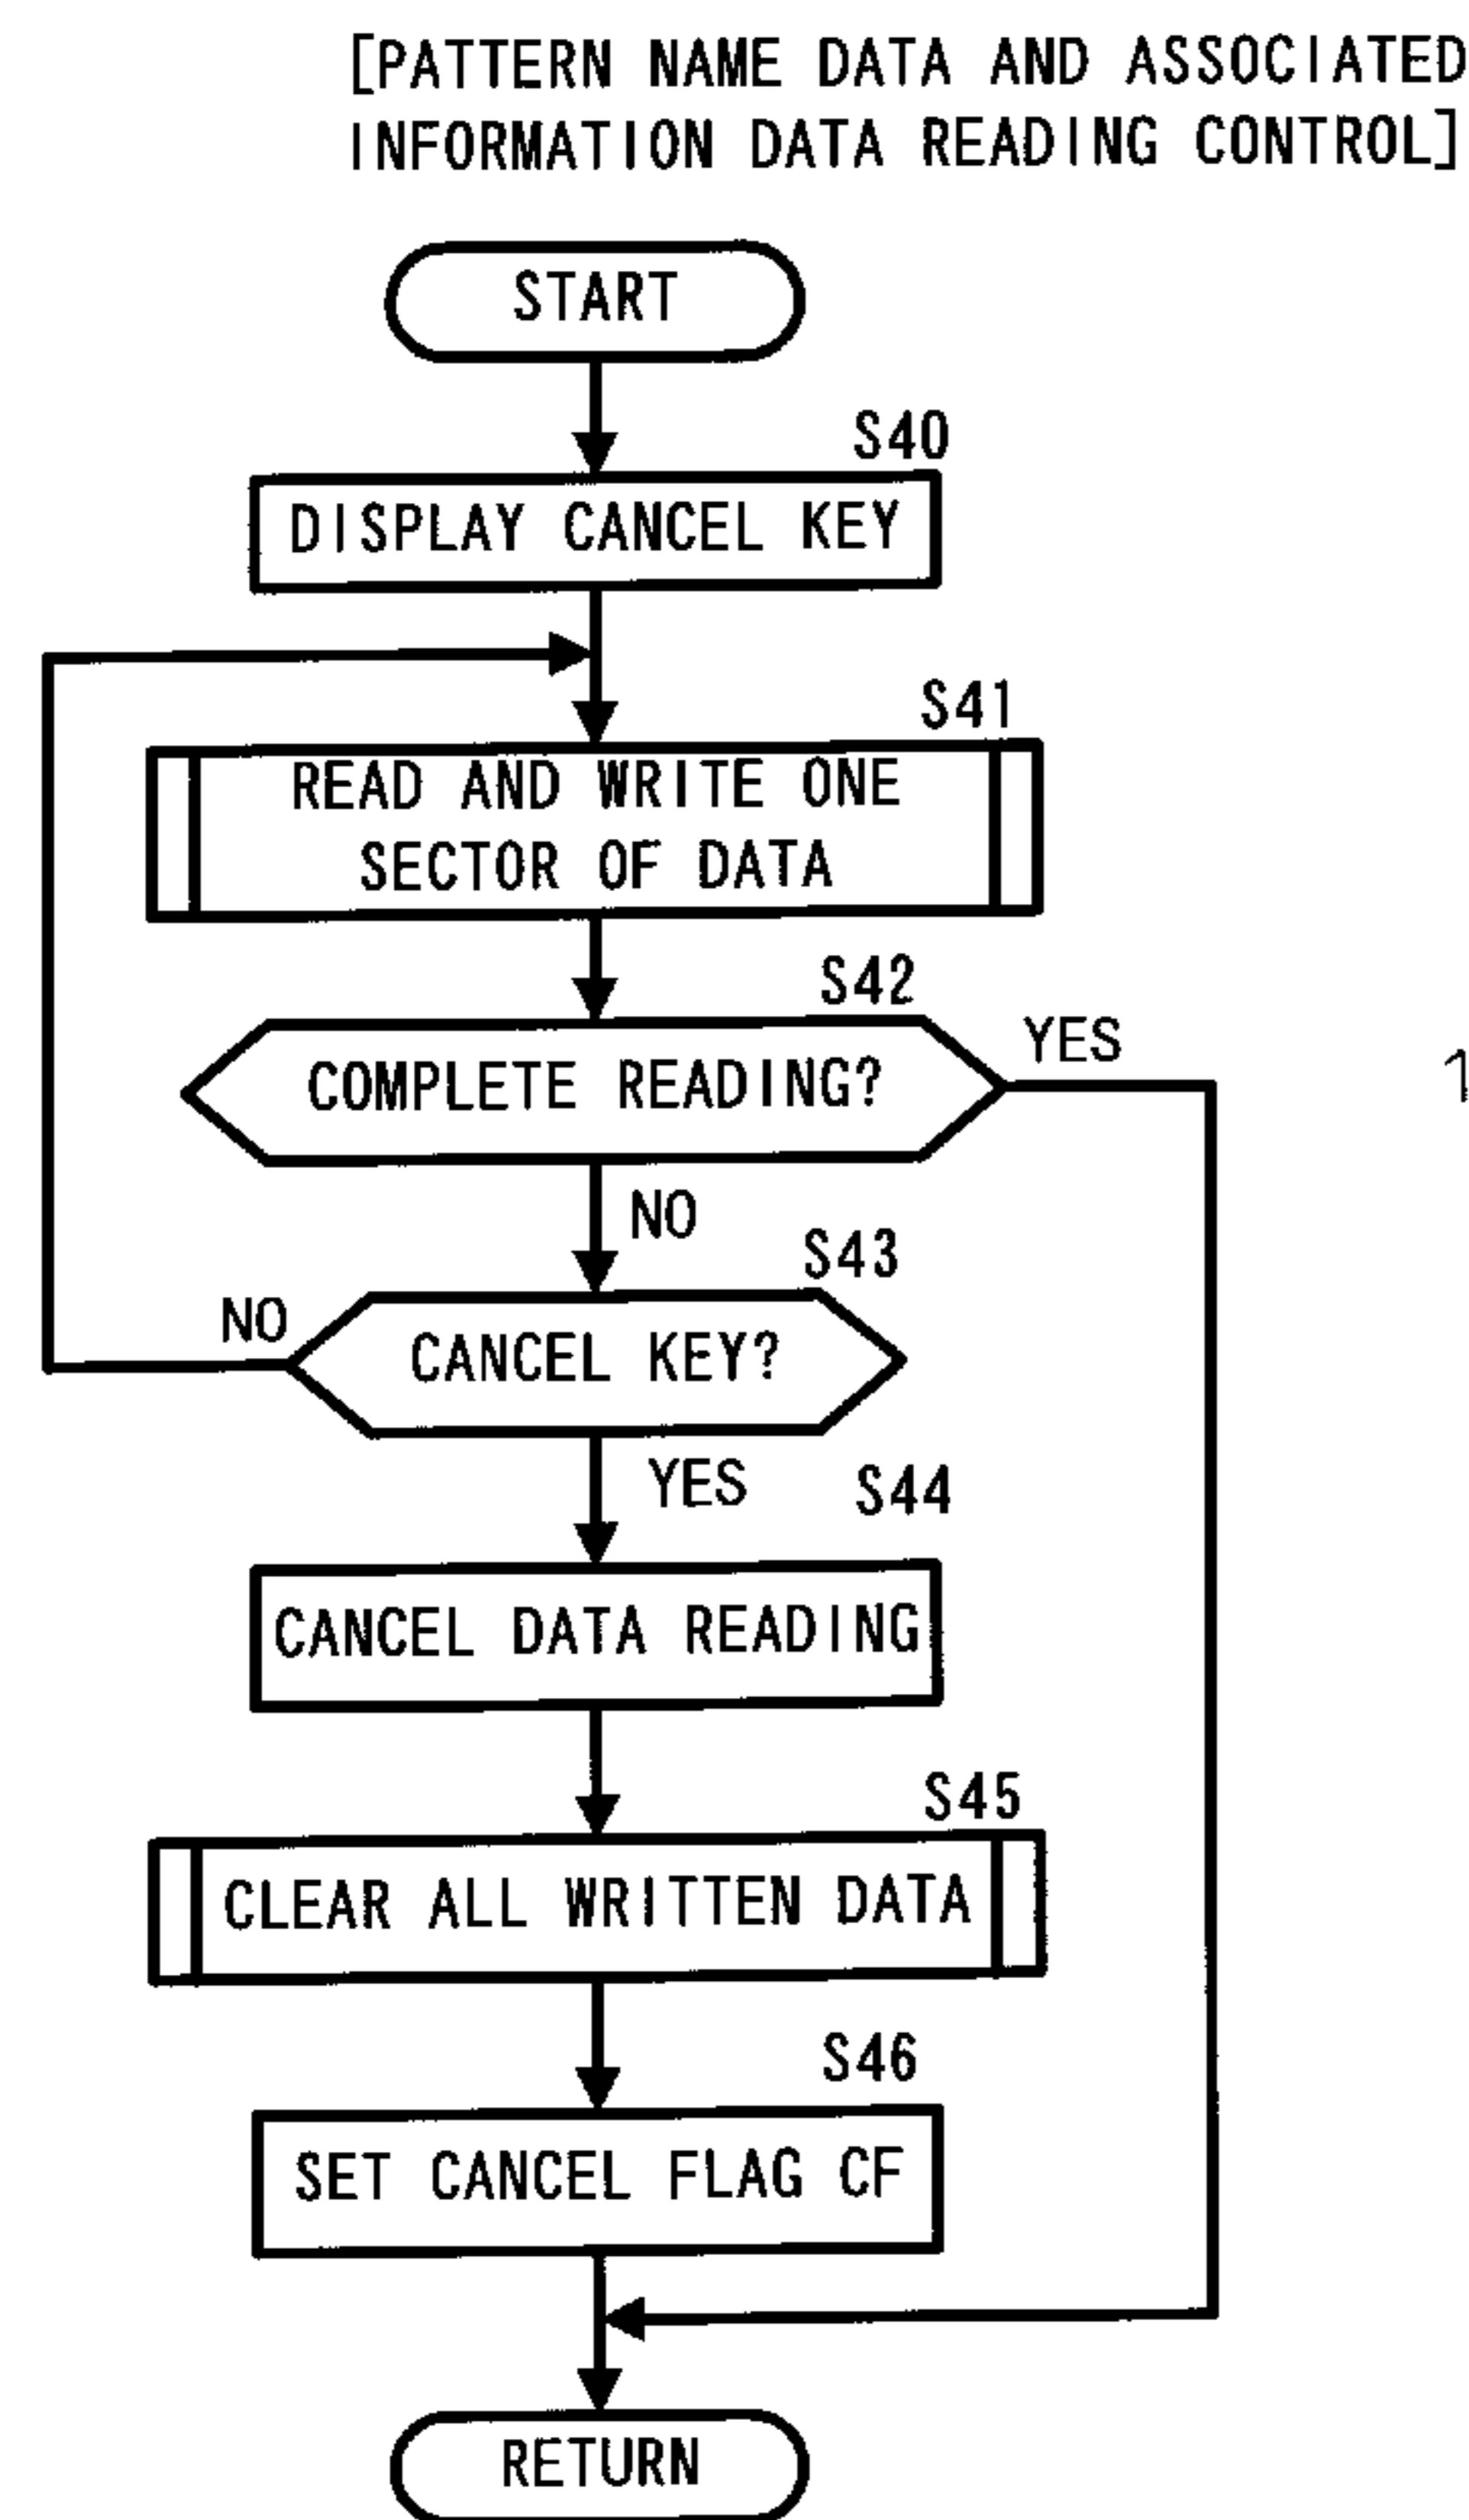 [PATTERN NAME DATA AND ASSOCIATED
INFORMATION DATA READING CONTROL]
START
S40
DISPLAY CANCEL KEY
S41
READ AND WRITE ONE
SECTOR OF DATA
S42
COMPLETE READING?
YES
1
NO
S43
NO
CANCEL KEY?
YES
S44
CANCEL DATA READING
S45
CLEAR ALL WRITTEN DATA
S46
SET CANCEL FLAG CF
RETURN